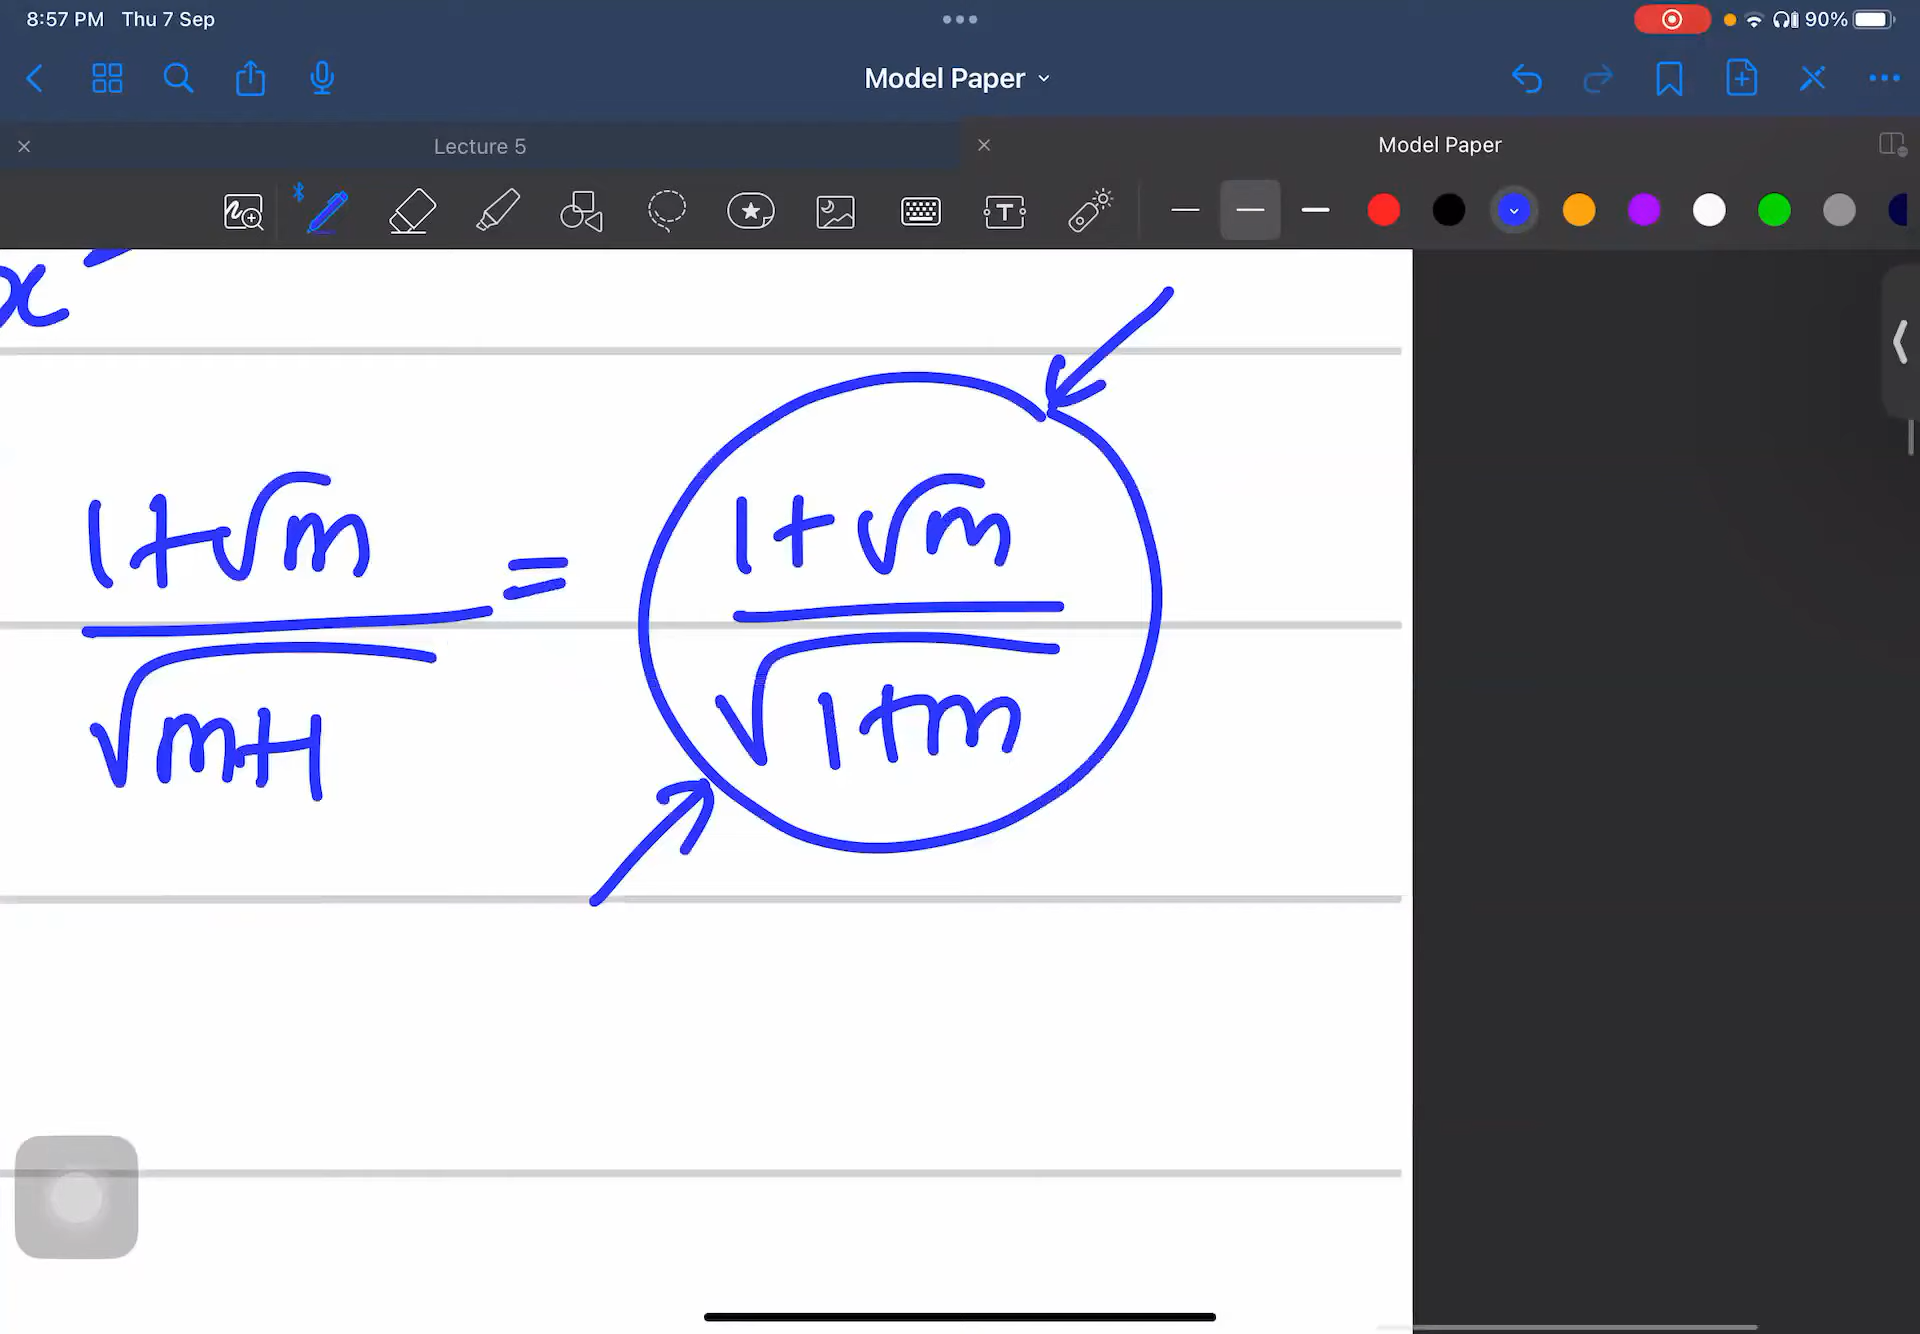 8:57 PM Thu 7 Sep
90%
Model Paper
Lecture 5
Model Paper
x
1+√m / √m+1 = 1+√m / √1+m